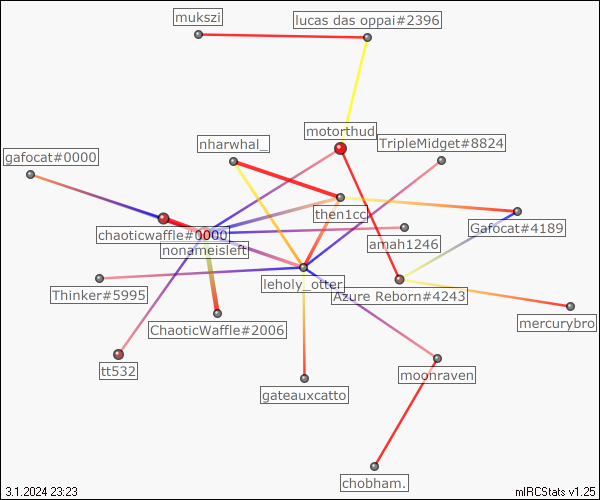 mukszi
lucas das oppai#2396
motorthud
nharwhal_
TripleMidget#8824
gafocat#0000
then1cc
Gafocat#4189
chaoticwaffle#0000
amah1246
nonameisleft
leholy_otter
Thinker#5995
Azure Reborn#4243
ChaoticWaffle#2006
mercurybro
tt532
moonraven
gateauxcatto
chobham.
3.1.2024 23:23
mIRCStats v1.25